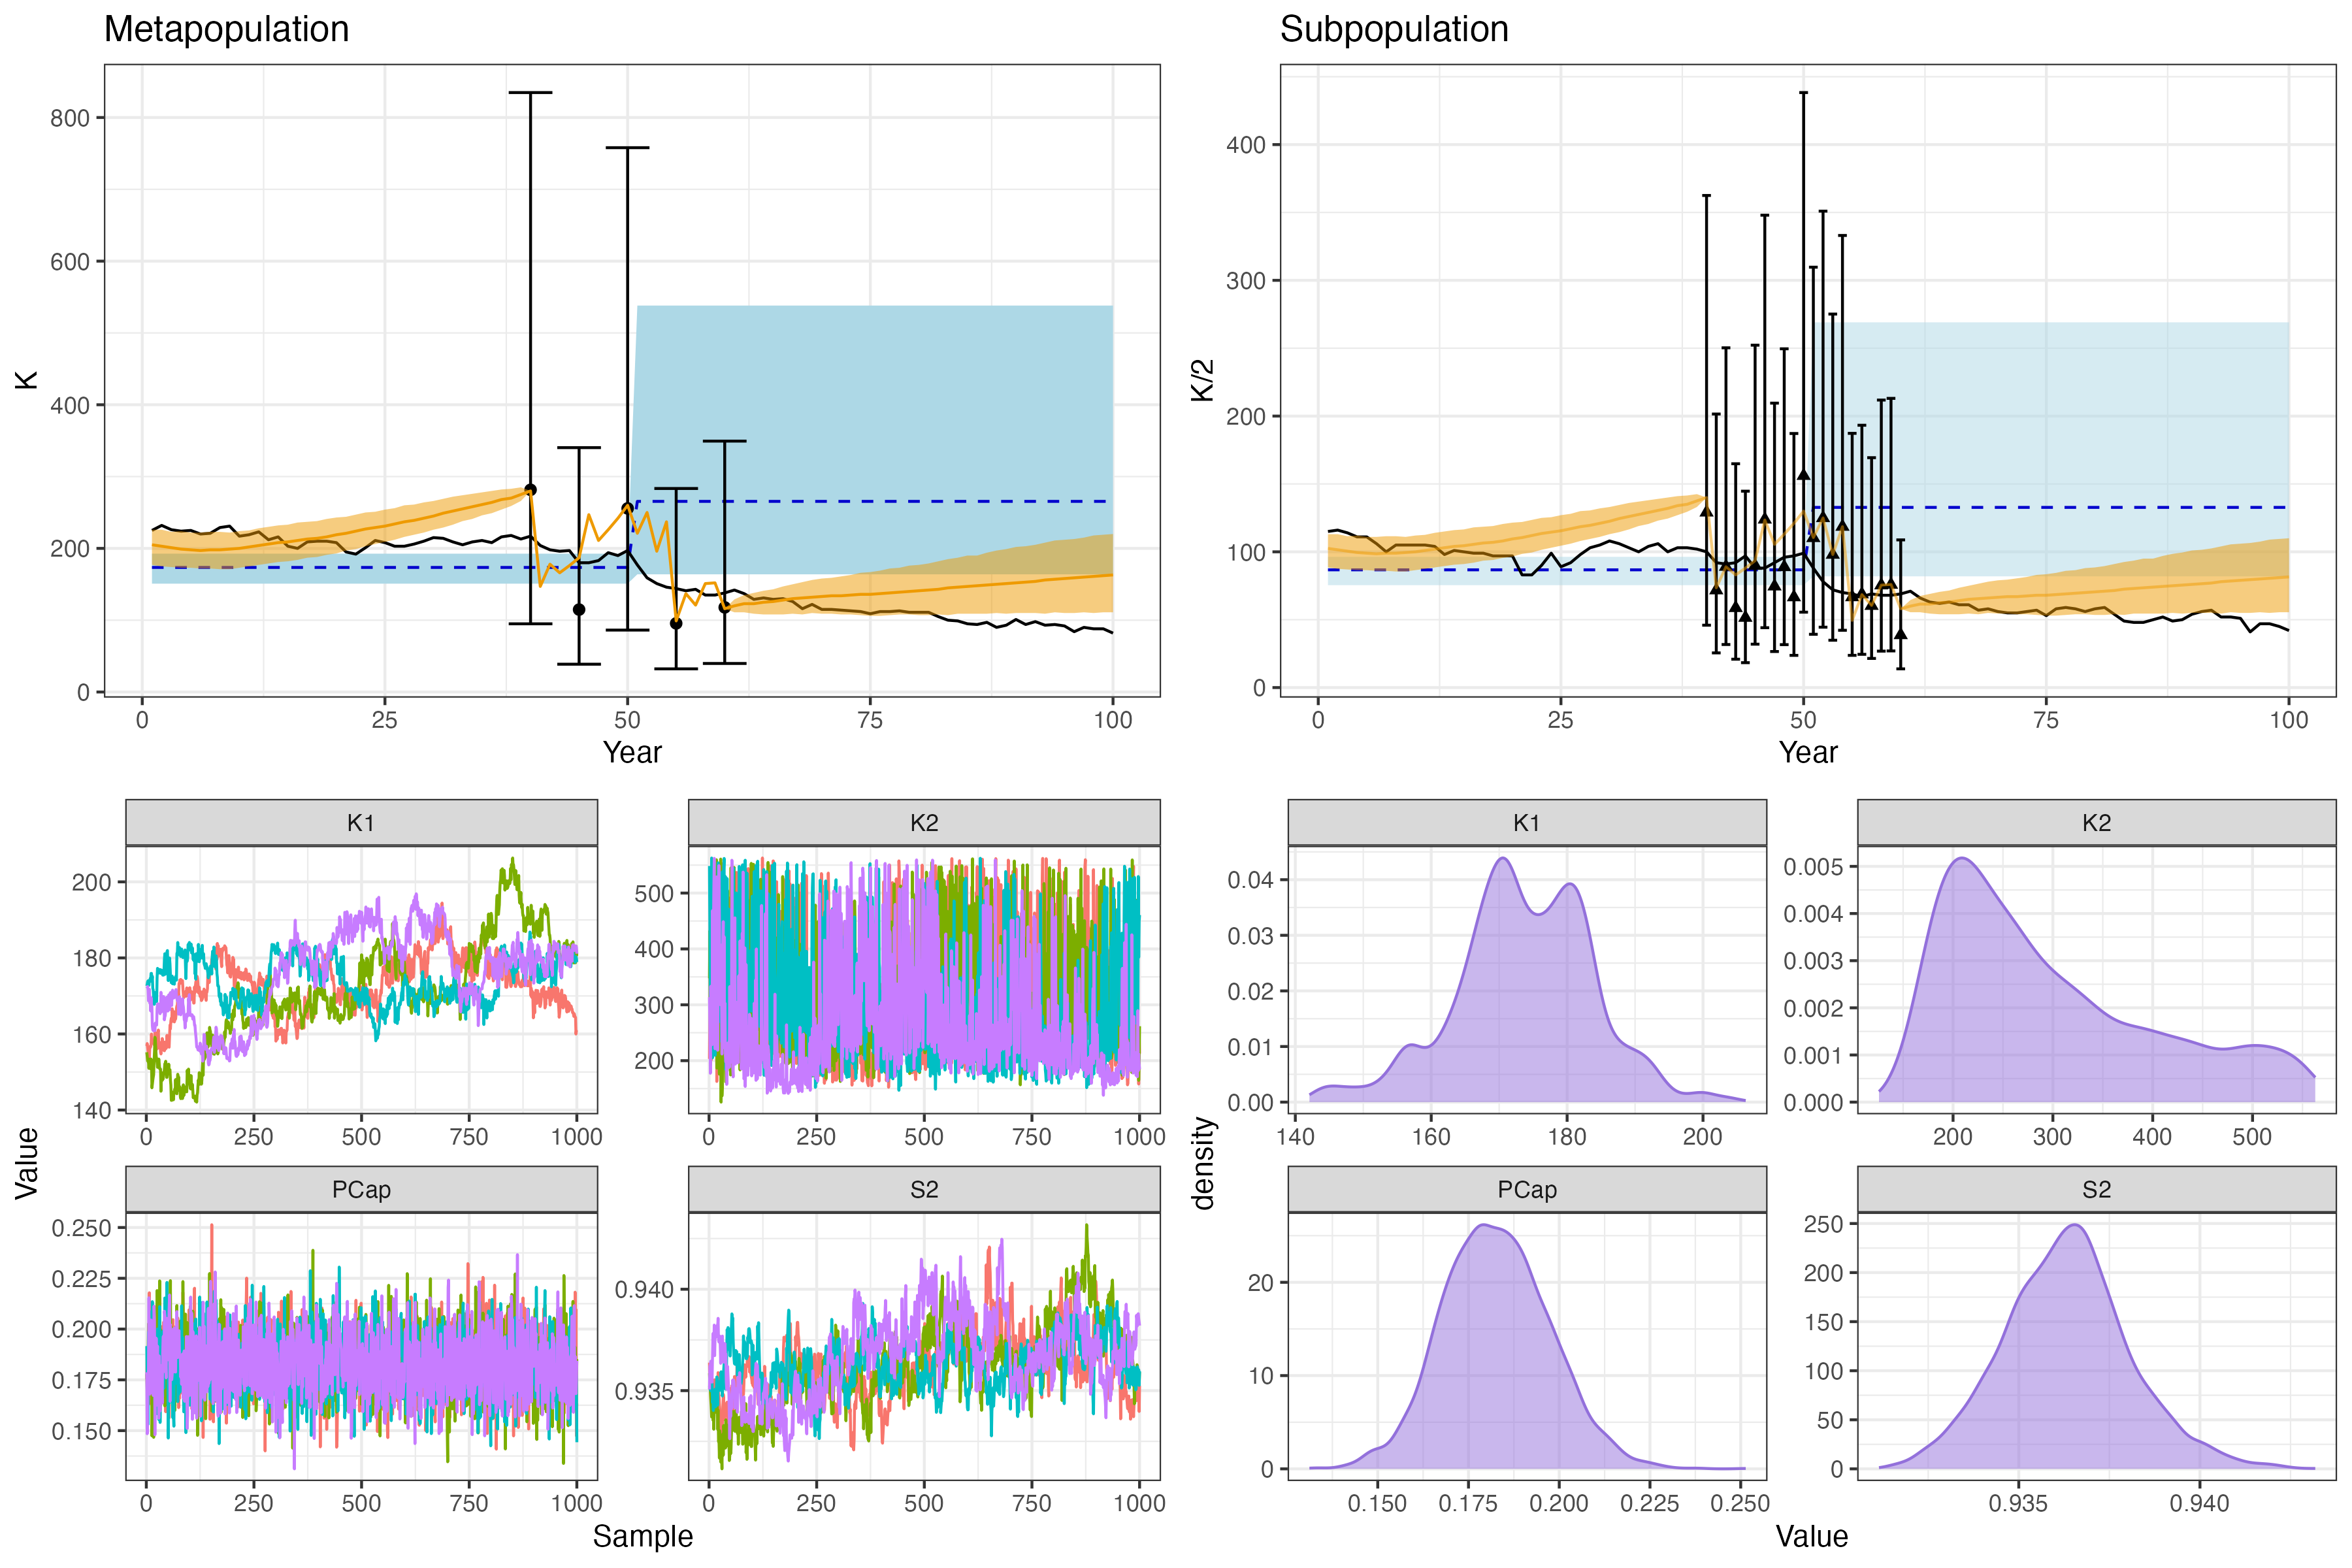 Metapopulation
800
600
400
200
0
K
0 25 50 75 100
Year
Subpopulation
400
300
200
100
0
K/2
0 25 50 75 100
Year
K1
200
180
160
140
0 250 500 750 1000
K2
500
400
300
200
0 250 500 750 1000
PCap
0.250
0.225
0.200
0.175
0.150
0 250 500 750 1000
S2
0.940
0.935
0 250 500 750 1000
Value
Sample
K1
0.04
0.03
0.02
0.01
0.00
140 160 180 200
K2
0.005
0.004
0.003
0.002
0.001
0.000
200 300 400 500
PCap
20
10
0
0.150 0.175 0.200 0.225 0.250
S2
250
200
150
100
50
0
0.935 0.940
density
Value